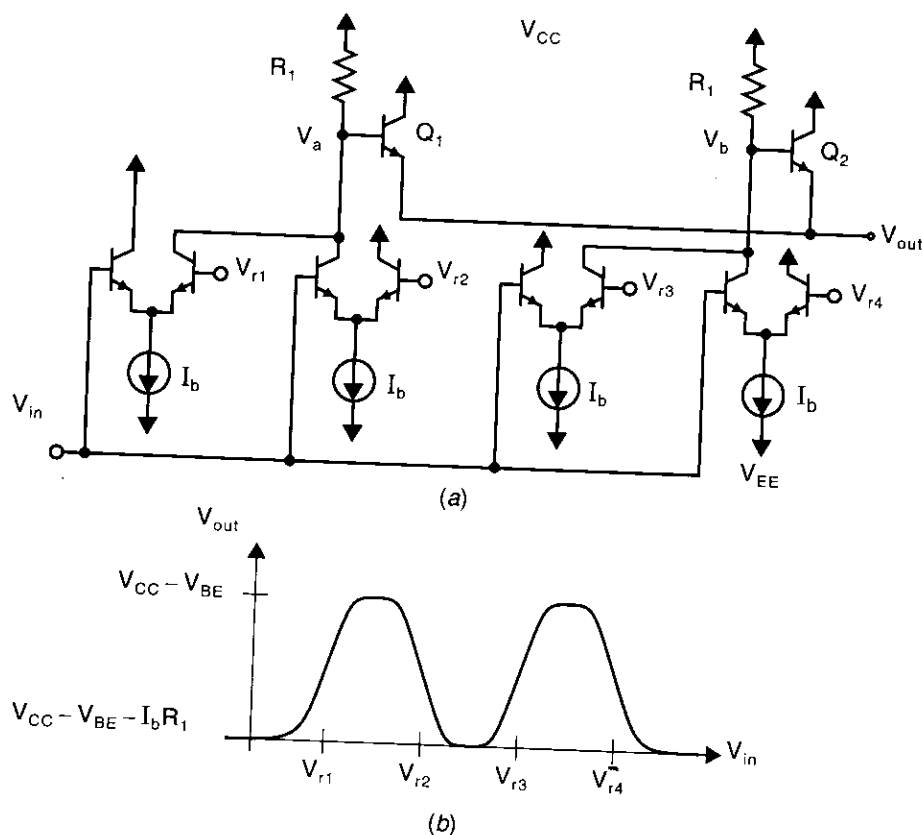 V_CC
R_1
R_1
V_a
Q_1
V_b
Q_2
V_out
V_r1
V_r2
V_r3
V_r4
I_b
I_b
I_b
I_b
V_in
V_EE
(a)
V_out
V_CC − V_BE
V_CC − V_BE − I_bR_1
V_r1
V_r2
V_r3
V_r4
V_in
(b)